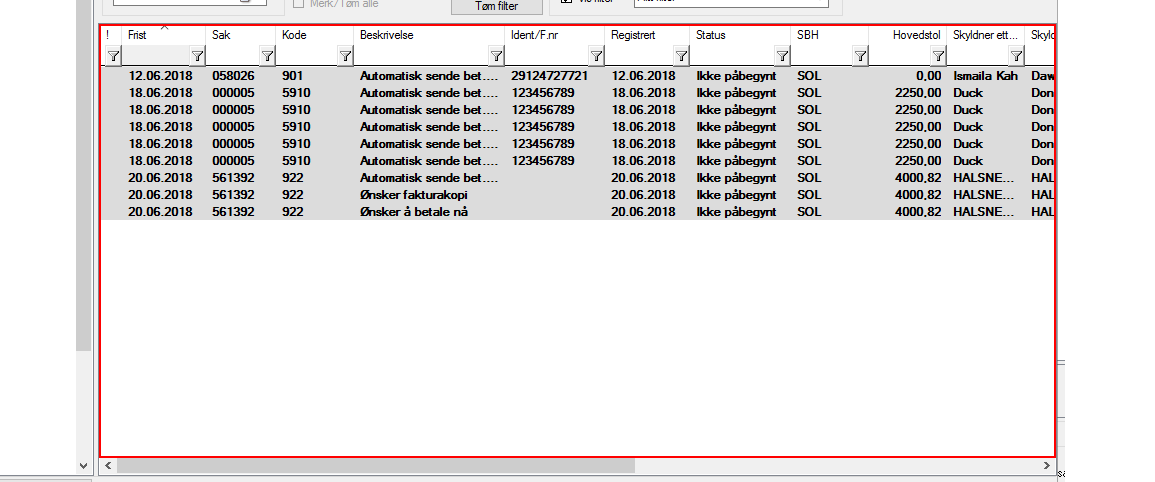 Merk/Tøm alle Tøm filter
! Frist Sak Kode Beskrivelse Ident/F.nr Registrert Status SBH Hovedstol Skyldner ett... Skyld
12.06.2018 058026 901 Automatisk sende bet.... 29124727721 12.06.2018 Ikke påbegynt SOL 0,00 Ismaila Kah Daw
18.06.2018 000005 5910 Automatisk sende bet.... 123456789 18.06.2018 Ikke påbegynt SOL 2250,00 Duck Don
18.06.2018 000005 5910 Automatisk sende bet.... 123456789 18.06.2018 Ikke påbegynt SOL 2250,00 Duck Don
18.06.2018 000005 5910 Automatisk sende bet.... 123456789 18.06.2018 Ikke påbegynt SOL 2250,00 Duck Don
18.06.2018 000005 5910 Automatisk sende bet.... 123456789 18.06.2018 Ikke påbegynt SOL 2250,00 Duck Don
18.06.2018 000005 5910 Automatisk sende bet.... 123456789 18.06.2018 Ikke påbegynt SOL 2250,00 Duck Don
20.06.2018 561392 922 Automatisk sende bet.... 20.06.2018 Ikke påbegynt SOL 4000,82 HALSNE... HAL
20.06.2018 561392 922 Ønsker fakturakopi 20.06.2018 Ikke påbegynt SOL 4000,82 HALSNE... HAL
20.06.2018 561392 922 Ønsker å betale nå 20.06.2018 Ikke påbegynt SOL 4000,82 HALSNE... HAL